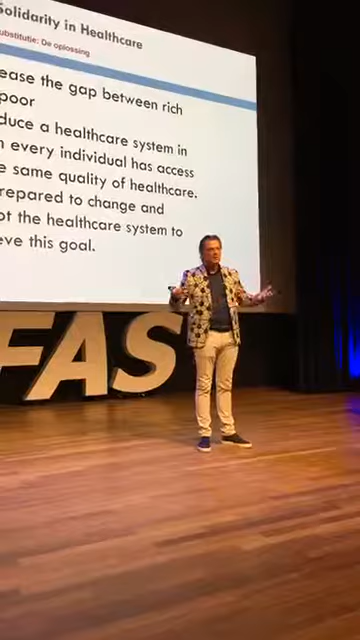 Solidarity in Healthcare
ubstitutie: De oplossing
ease the gap between rich
poor
duce a healthcare system in
n every individual has access
e same quality of healthcare.
repared to change and
ot the healthcare system to
eve this goal.
FAS